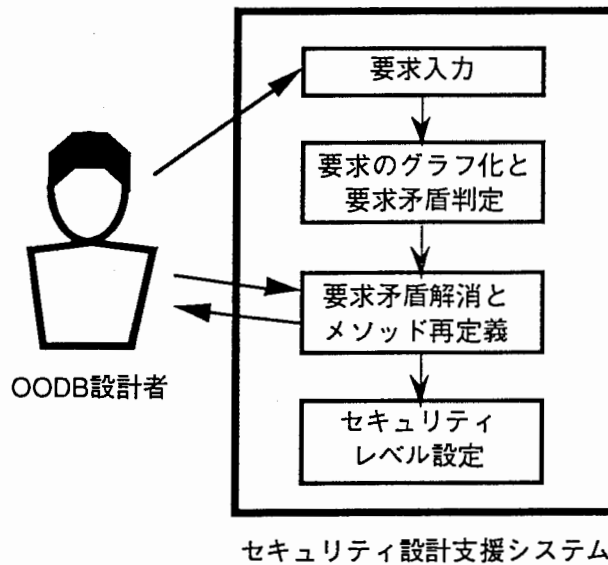 要求入力
要求のグラフ化と
要求矛盾判定
要求矛盾解消と
メソッド再定義
セキュリティ
レベル設定
OODB設計者
セキュリティ設計支援システム